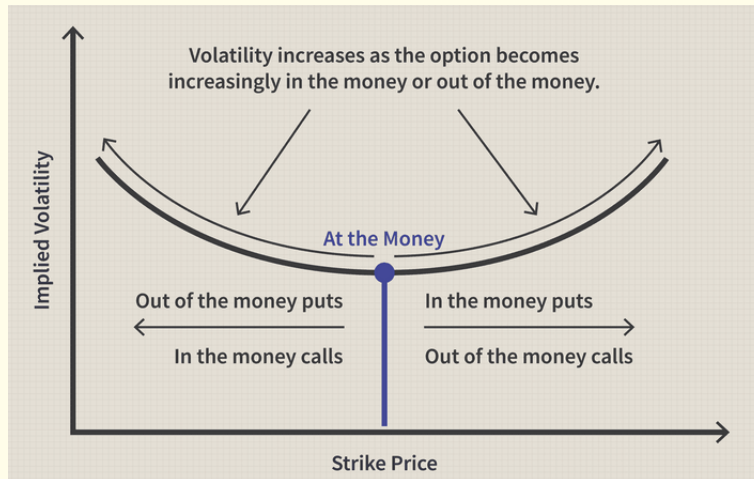 Volatility increases as the option becomes
increasingly in the money or out of the money.
Implied Volatility
At the Money
Out of the money puts
In the money puts
In the money calls
Out of the money calls
Strike Price